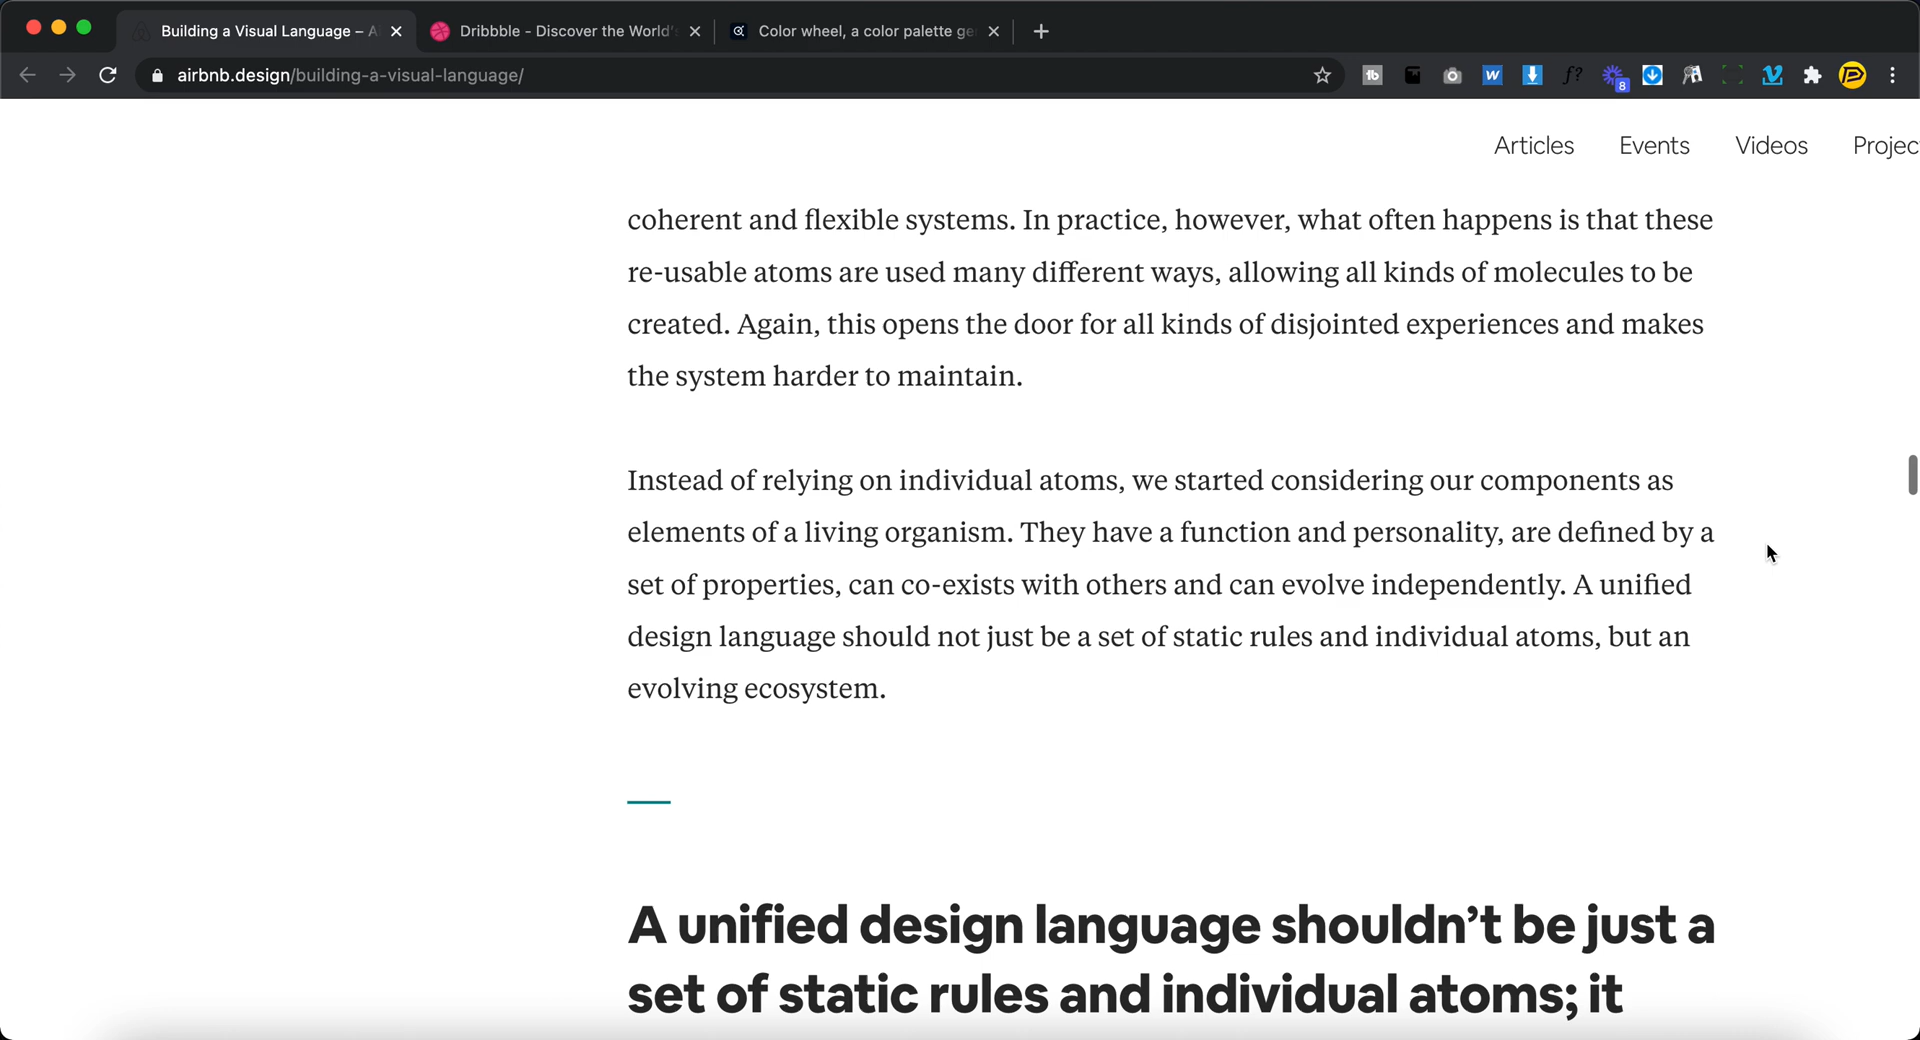 Building a Visual Language – A
Dribbble - Discover the World's
Color wheel, a color palette ge
airbnb.design/building-a-visual-language/
8
Articles
Events
Videos
Projec
coherent and flexible systems. In practice, however, what often happens is that these
re-usable atoms are used many different ways, allowing all kinds of molecules to be
created. Again, this opens the door for all kinds of disjointed experiences and makes
the system harder to maintain.
Instead of relying on individual atoms, we started considering our components as
elements of a living organism. They have a function and personality, are defined by a
set of properties, can co-exists with others and can evolve independently. A unified
design language should not just be a set of static rules and individual atoms, but an
evolving ecosystem.
A unified design language shouldn’t be just a
set of static rules and individual atoms; it